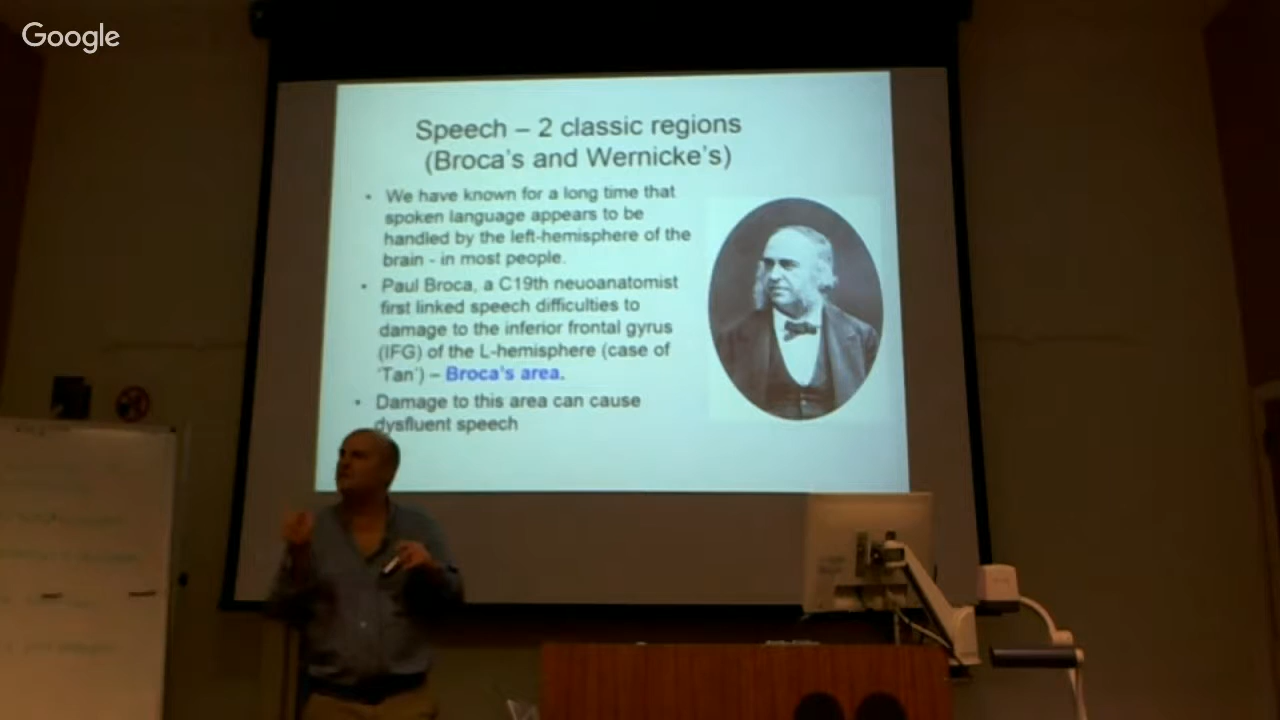 Google
Speech – 2 classic regions
(Broca's and Wernicke's)
• We have known for a long time that
spoken language appears to be
handled by the left-hemisphere of the
brain - in most people.
• Paul Broca, a C19th neuoanatomist
first linked speech difficulties to
damage to the inferior frontal gyrus
(IFG) of the L-hemisphere (case of
'Tan') – Broca's area.
• Damage to this area can cause
dysfluent speech